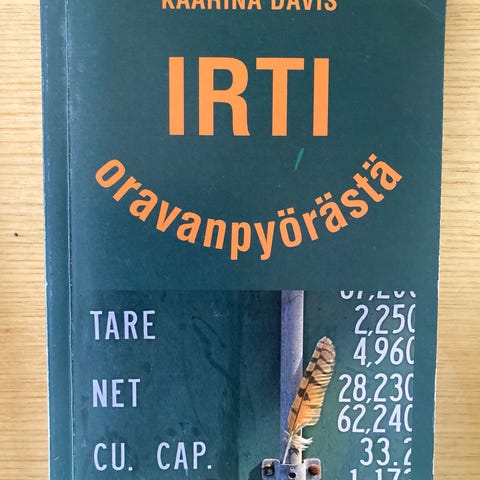 KAARINA DAVIS
IRTI
oravanpyörästä
TARE
2,250
4,960
NET
28,230
62,240
CU. CAP.
33.2